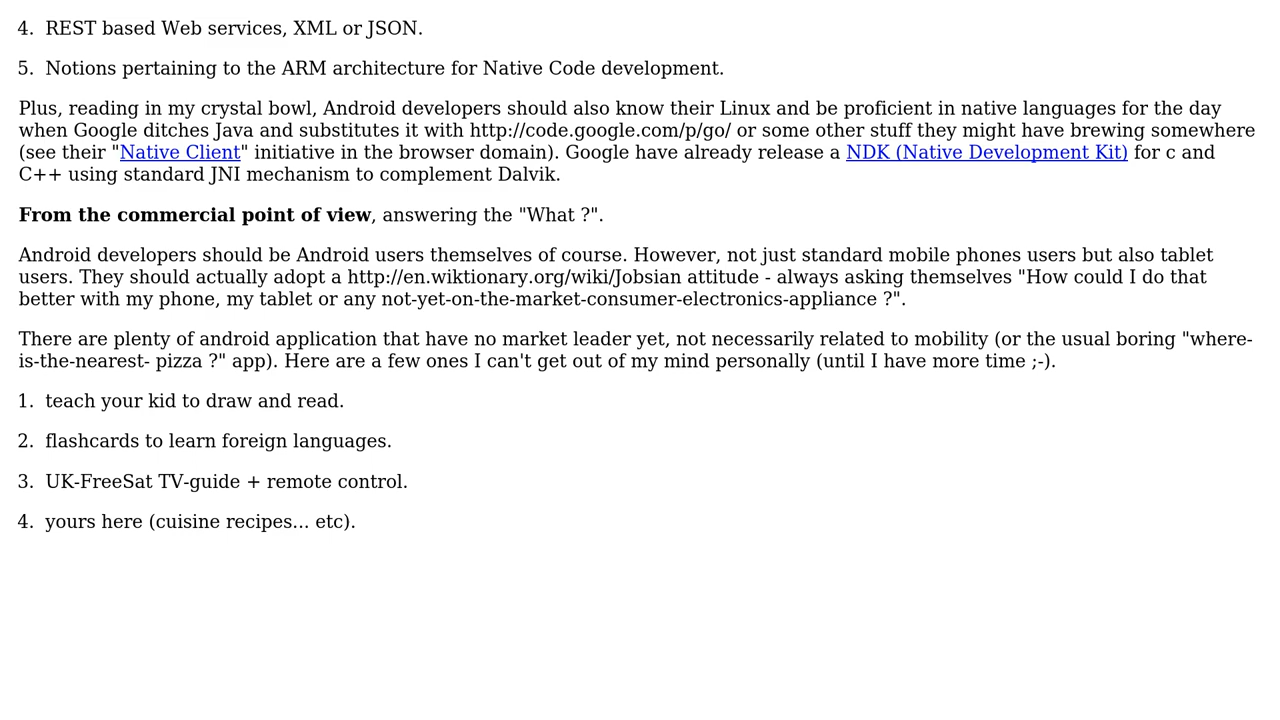 4. REST based Web services, XML or JSON.
5. Notions pertaining to the ARM architecture for Native Code development.
Plus, reading in my crystal bowl, Android developers should also know their Linux and be proficient in native languages for the day
when Google ditches Java and substitutes it with http://code.google.com/p/go/ or some other stuff they might have brewing somewhere
(see their "Native Client" initiative in the browser domain). Google have already release a NDK (Native Development Kit) for c and
C++ using standard JNI mechanism to complement Dalvik.
From the commercial point of view, answering the "What ?".
Android developers should be Android users themselves of course. However, not just standard mobile phones users but also tablet
users. They should actually adopt a http://en.wiktionary.org/wiki/Jobsian attitude - always asking themselves "How could I do that
better with my phone, my tablet or any not-yet-on-the-market-consumer-electronics-appliance ?".
There are plenty of android application that have no market leader yet, not necessarily related to mobility (or the usual boring "where-
is-the-nearest- pizza ?" app). Here are a few ones I can't get out of my mind personally (until I have more time ;-).
1. teach your kid to draw and read.
2. flashcards to learn foreign languages.
3. UK-FreeSat TV-guide + remote control.
4. yours here (cuisine recipes... etc).